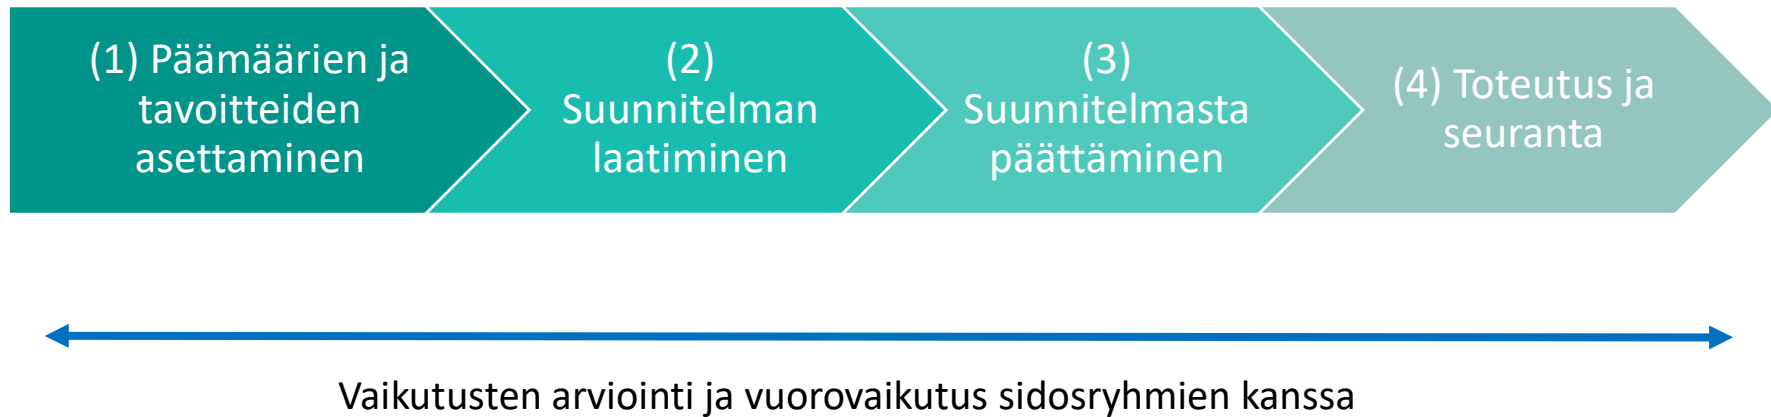 (1) Päämäärien ja
tavoitteiden
asettaminen
(2)
Suunnitelman
laatiminen
(3)
Suunnitelmasta
päättäminen
(4) Toteutus ja
seuranta
Vaikutusten arviointi ja vuorovaikutus sidosryhmien kanssa